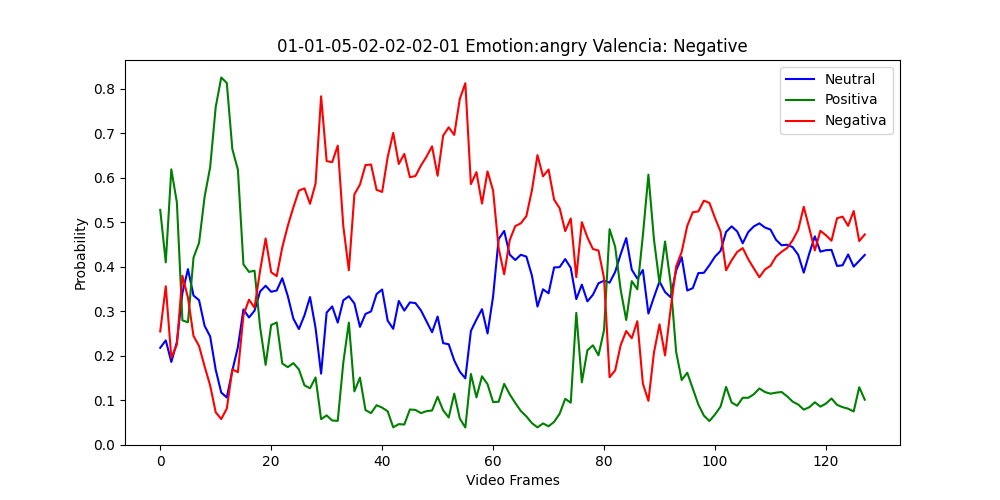 01-01-05-02-02-02-01 Emotion:angry Valencia: Negative
Neutral
Positiva
Negativa
Probability
0.8
0.7
0.6
0.5
0.4
0.3
0.2
0.1
0.0
0 20 40 60 80 100 120
Video Frames